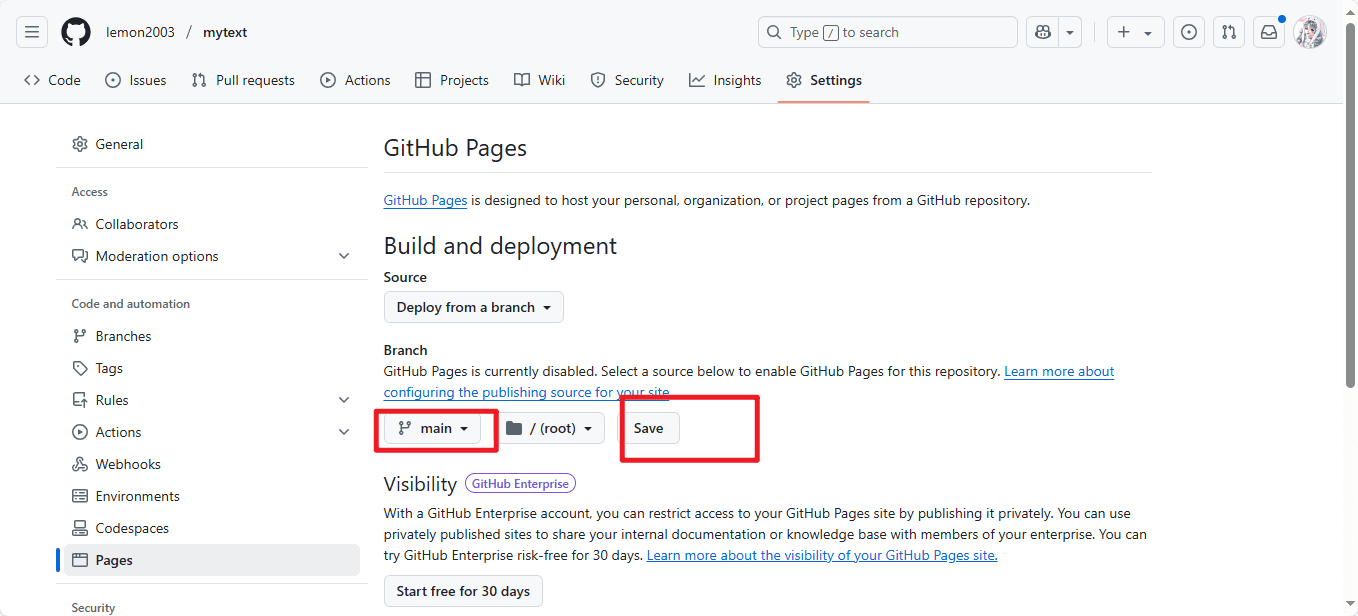 lemon2003 / mytext
Type / to search
Code Issues Pull requests Actions Projects Wiki Security Insights Settings
General
Access
Collaborators
Moderation options
Code and automation
Branches
Tags
Rules
Actions
Webhooks
Environments
Codespaces
Pages
Security
GitHub Pages
GitHub Pages is designed to host your personal, organization, or project pages from a GitHub repository.
Build and deployment
Source
Deploy from a branch
Branch
GitHub Pages is currently disabled. Select a source below to enable GitHub Pages for this repository. Learn more about
configuring the publishing source for your site
main / (root) Save
Visibility GitHub Enterprise
With a GitHub Enterprise account, you can restrict access to your GitHub Pages site by publishing it privately. You can use
privately published sites to share your internal documentation or knowledge base with members of your enterprise. You can
try GitHub Enterprise risk-free for 30 days. Learn more about the visibility of your GitHub Pages site.
Start free for 30 days